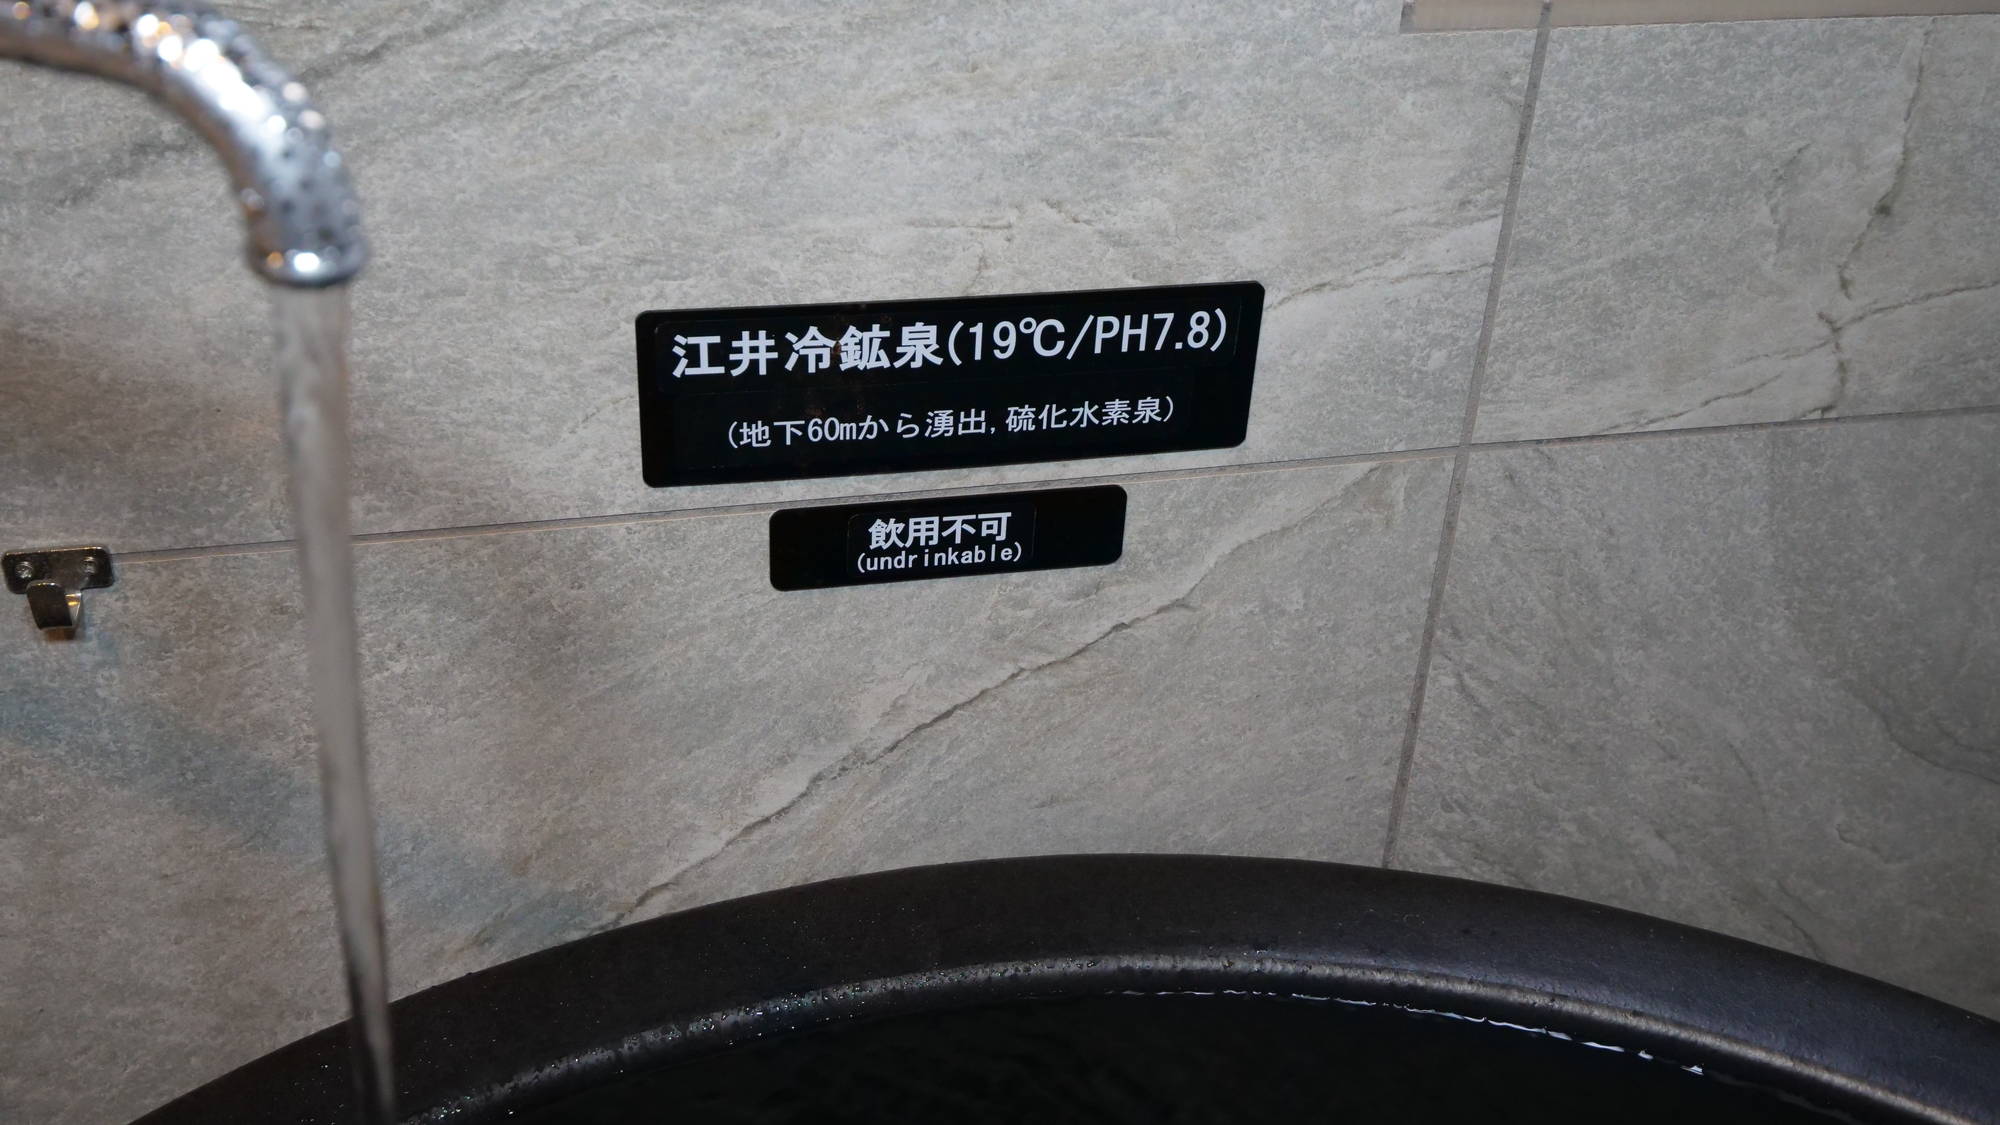 江井冷鉱泉(19℃/PH7.8)
(地下60mから湧出,硫化水素泉)
飲用不可
(undrinkable)